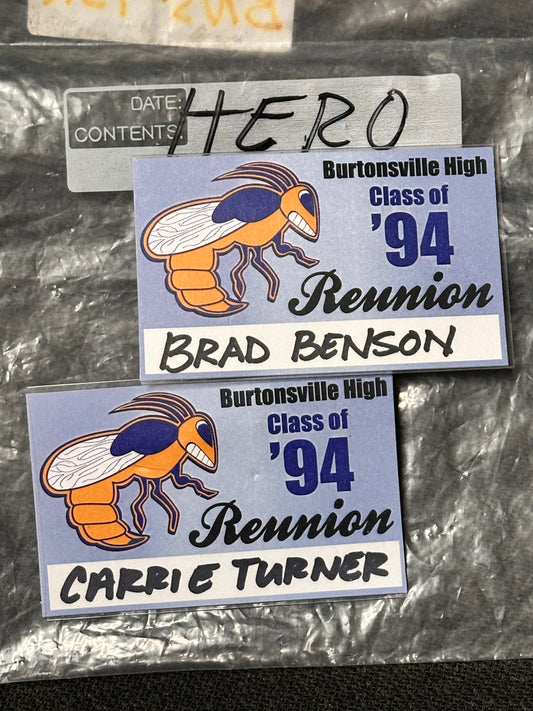 DATE:
CONTENTS:
HERO
Burtonsville High
Class of
'94
Reunion
BRAD BENSON
Burtonsville High
Class of
'94
Reunion
CARRIE TURNER